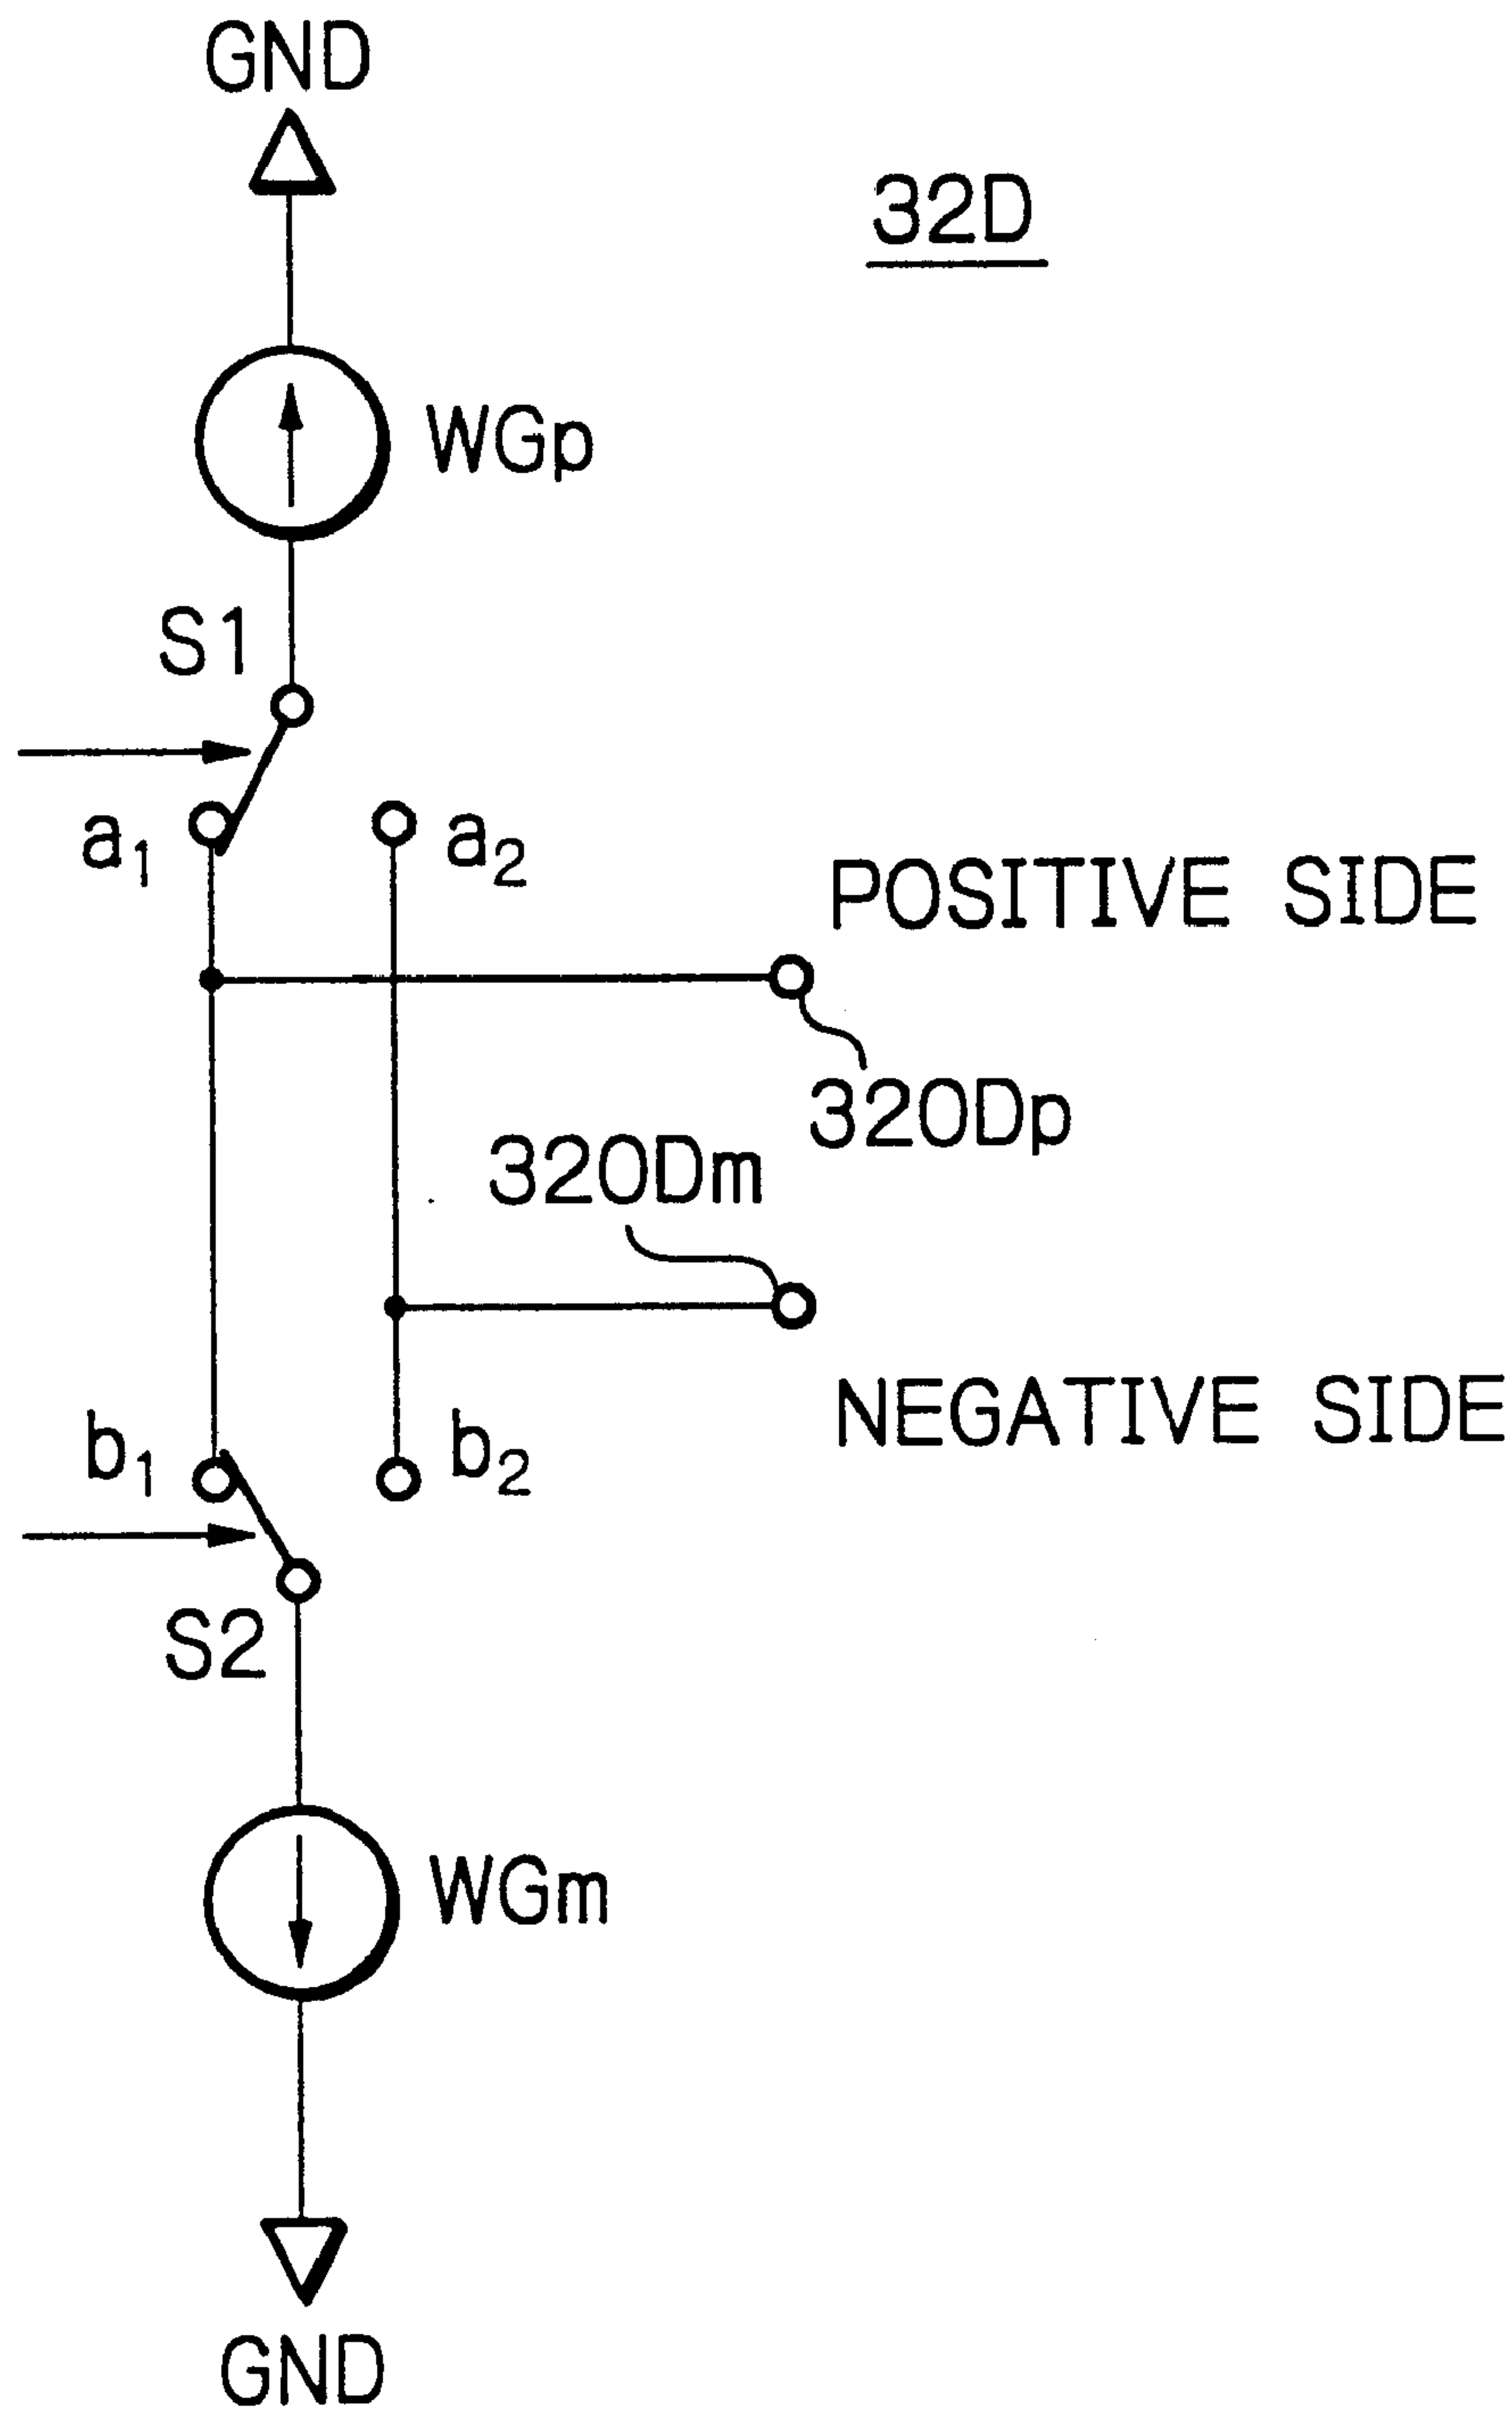 GND
32D
WGp
S1
a1
a2
POSITIVE SIDE
320Dp
320Dm
NEGATIVE SIDE
b1
b2
S2
WGm
GND